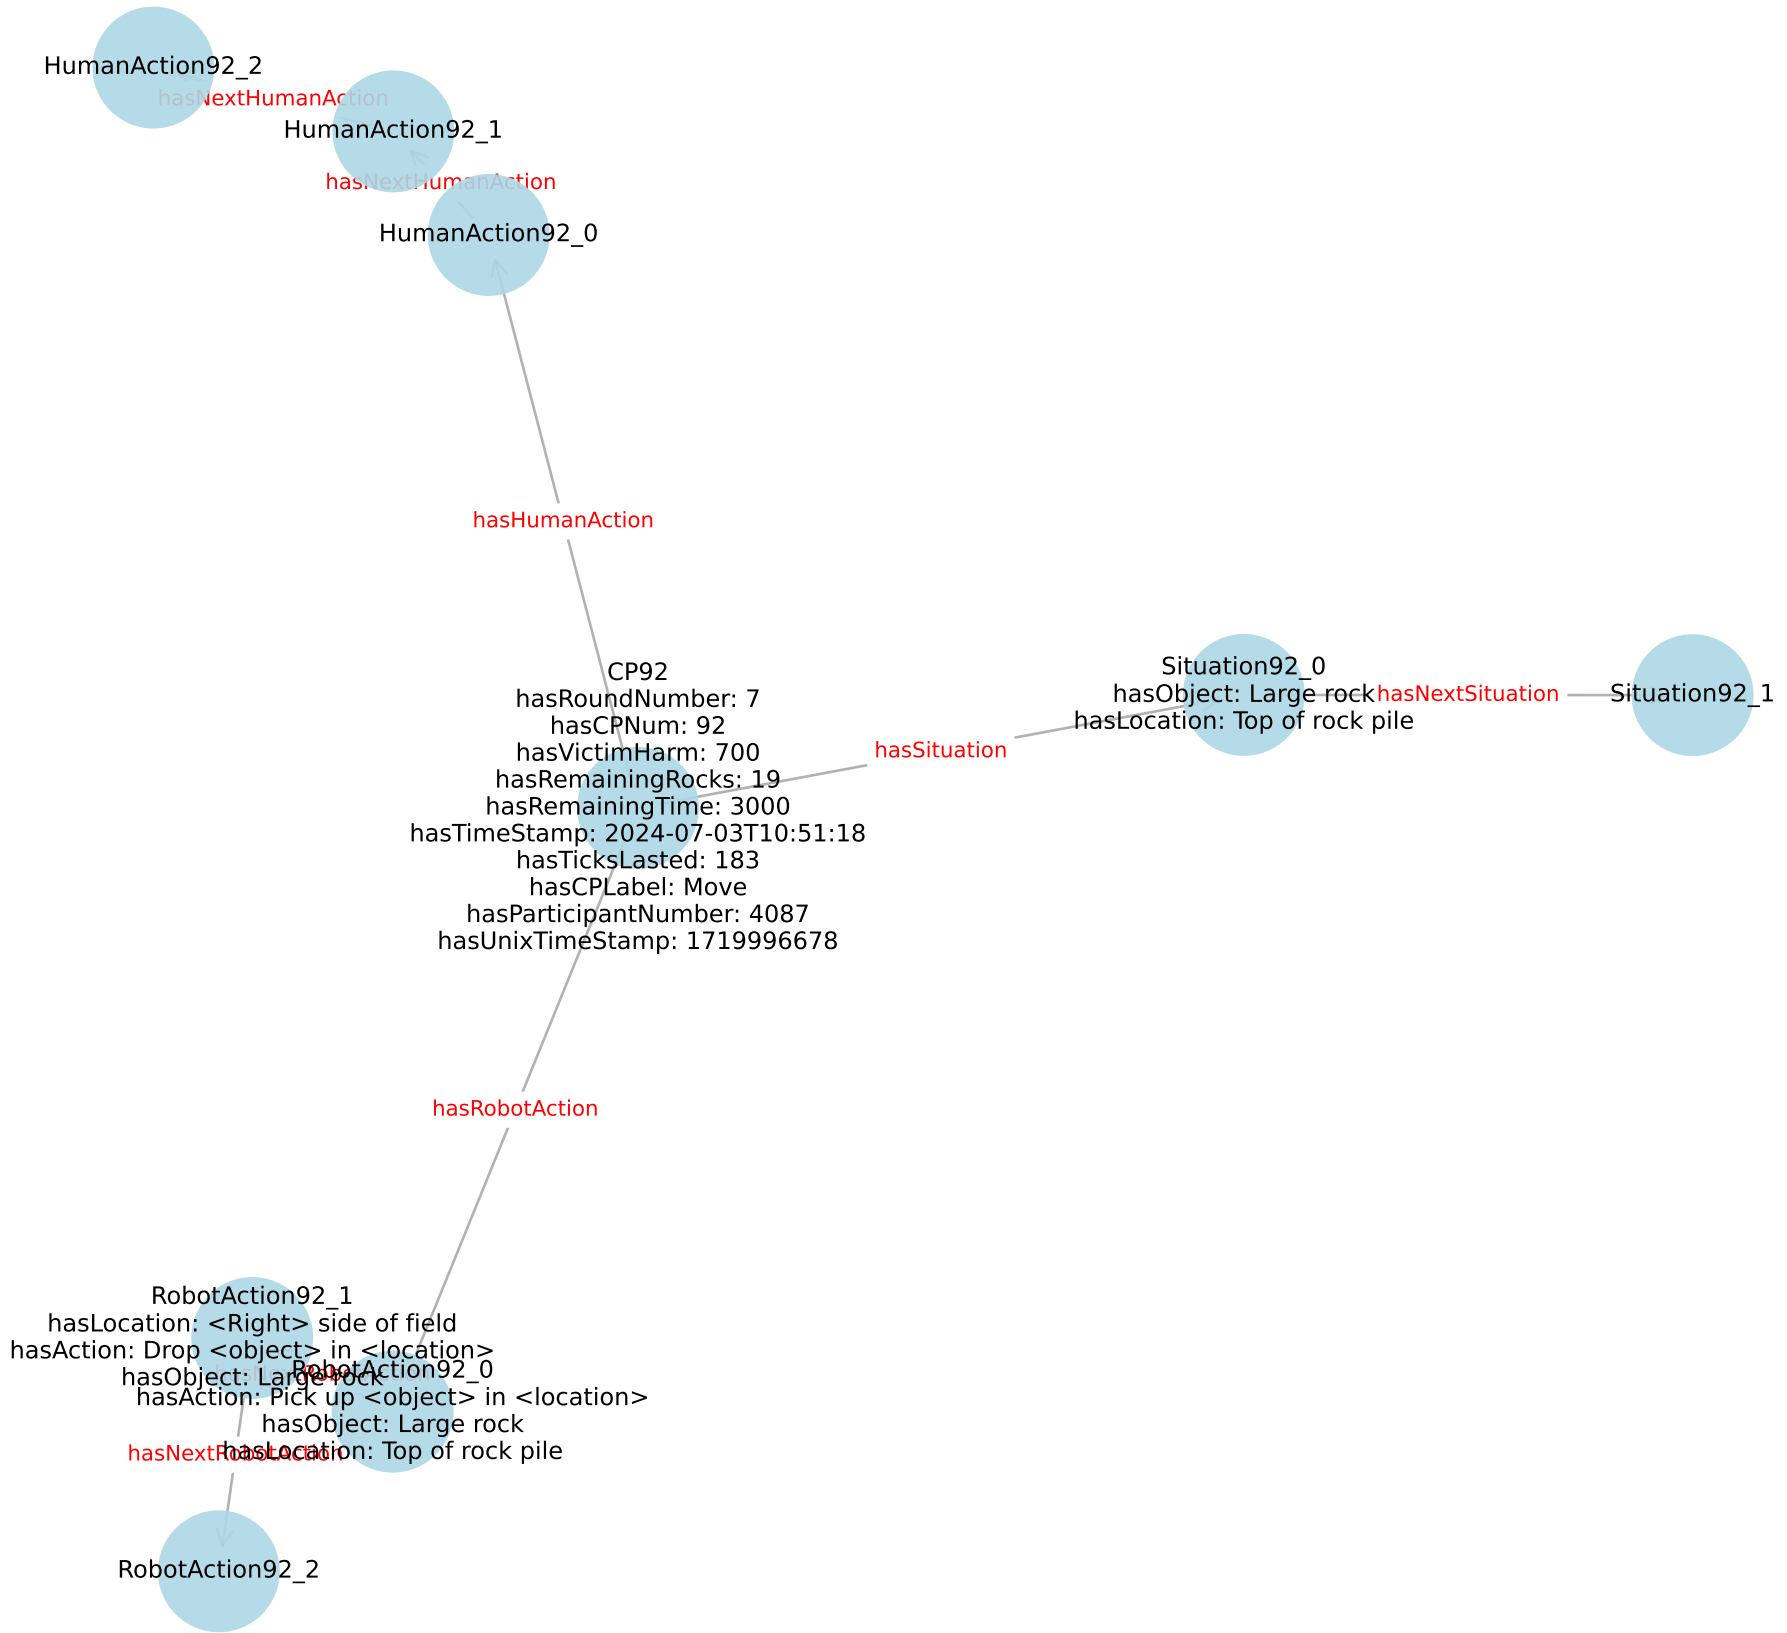 HumanAction92_2
hasNextHumanAction
HumanAction92_1
hasNextHumanAction
HumanAction92_0
hasHumanAction
CP92
hasRoundNumber: 7
hasCPNum: 92
hasVictimHarm: 700
hasRemainingRocks: 19
hasRemainingTime: 3000
hasTimeStamp: 2024-07-03T10:51:18
hasTicksLasted: 183
hasCPLabel: Move
hasParticipantNumber: 4087
hasUnixTimeStamp: 1719996678
hasSituation
Situation92_0
hasObject: Large rock
hasLocation: Top of rock pile
hasNextSituation
Situation92_1
hasRobotAction
RobotAction92_1
hasLocation: <Right> side of field
hasAction: Drop <object> in <location>
hasObject: Large rock
hasNextRobotAction
RobotAction92_0
hasAction: Pick up <object> in <location>
hasObject: Large rock
hasLocation: Top of rock pile
hasNextRobotAction
RobotAction92_2